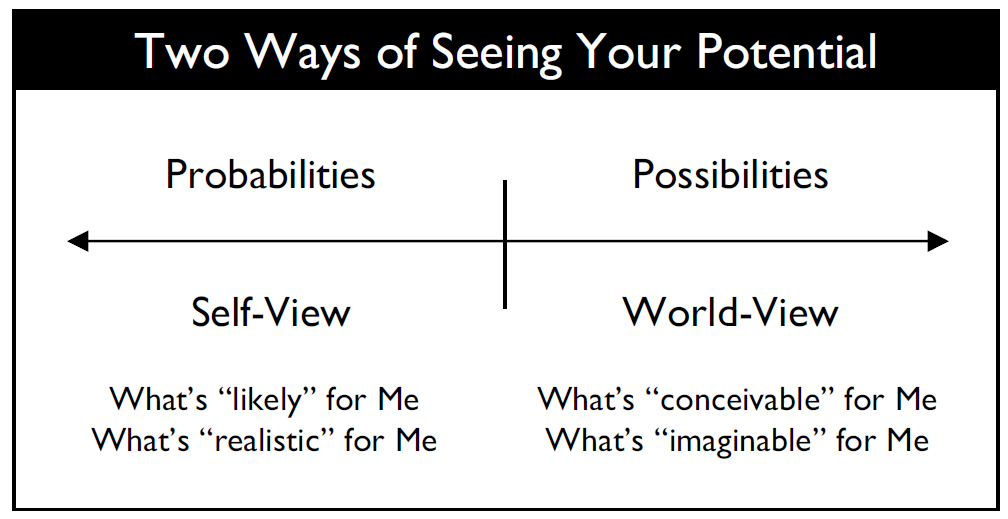 Two Ways of Seeing Your Potential
Probabilities
Possibilities
Self-View
World-View
What’s “likely” for Me
What’s “realistic” for Me
What’s “conceivable” for Me
What’s “imaginable” for Me